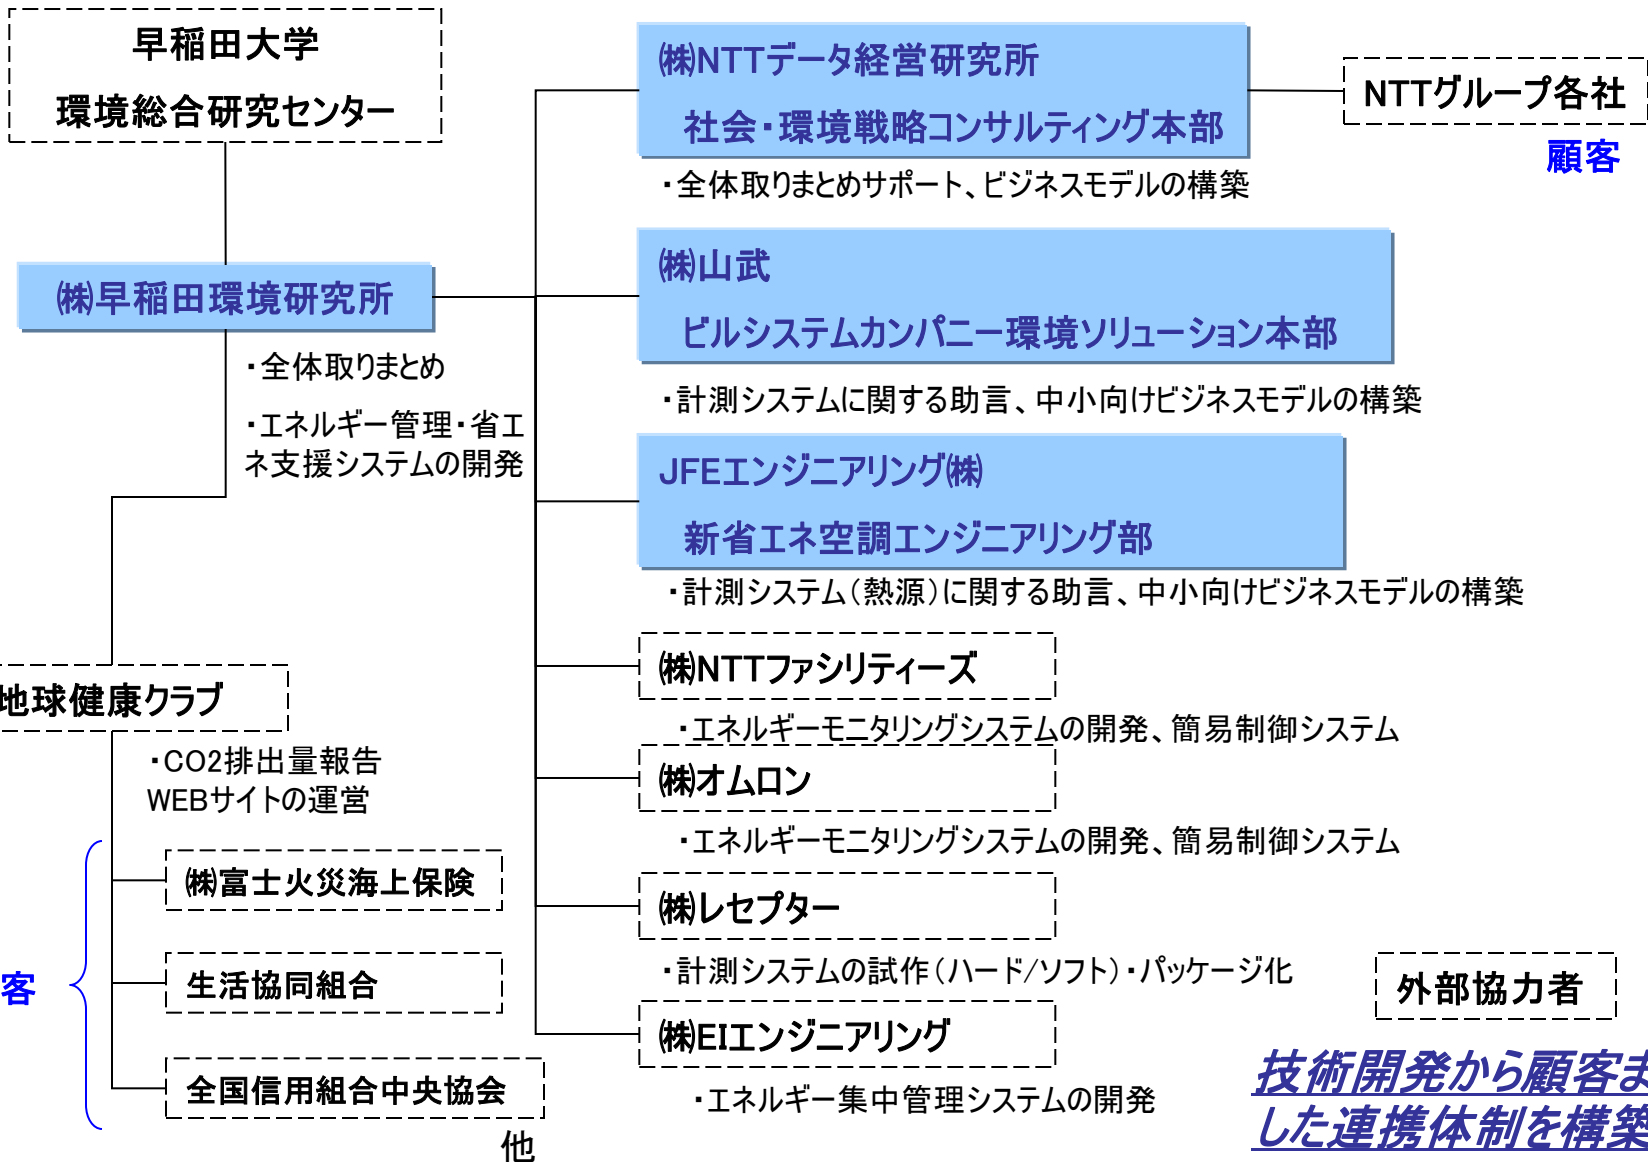 早稲田大学
環境総合研究センター
㈱早稲田環境研究所
・全体取りまとめ
・エネルギー管理・省エ
ネ支援システムの開発
地球健康クラブ
・CO2排出量報告
WEBサイトの運営
客
㈱富士火災海上保険
生活協同組合
全国信用組合中央協会
他
㈱NTTデータ経営研究所
社会・環境戦略コンサルティング本部
・全体取りまとめサポート、ビジネスモデルの構築
NTTグループ各社
顧客
㈱山武
ビルシステムカンパニー環境ソリューション本部
・計測システムに関する助言、中小向けビジネスモデルの構築
JFEエンジニアリング㈱
新省エネ空調エンジニアリング部
・計測システム(熱源)に関する助言、中小向けビジネスモデルの構築
㈱NTTファシリティーズ
・エネルギーモニタリングシステムの開発、簡易制御システム
㈱オムロン
・エネルギーモニタリングシステムの開発、簡易制御システム
㈱レセプター
・計測システムの試作(ハード/ソフト)・パッケージ化
㈱EIエンジニアリング
・エネルギー集中管理システムの開発
外部協力者
技術開発から顧客ま
した連携体制を構築